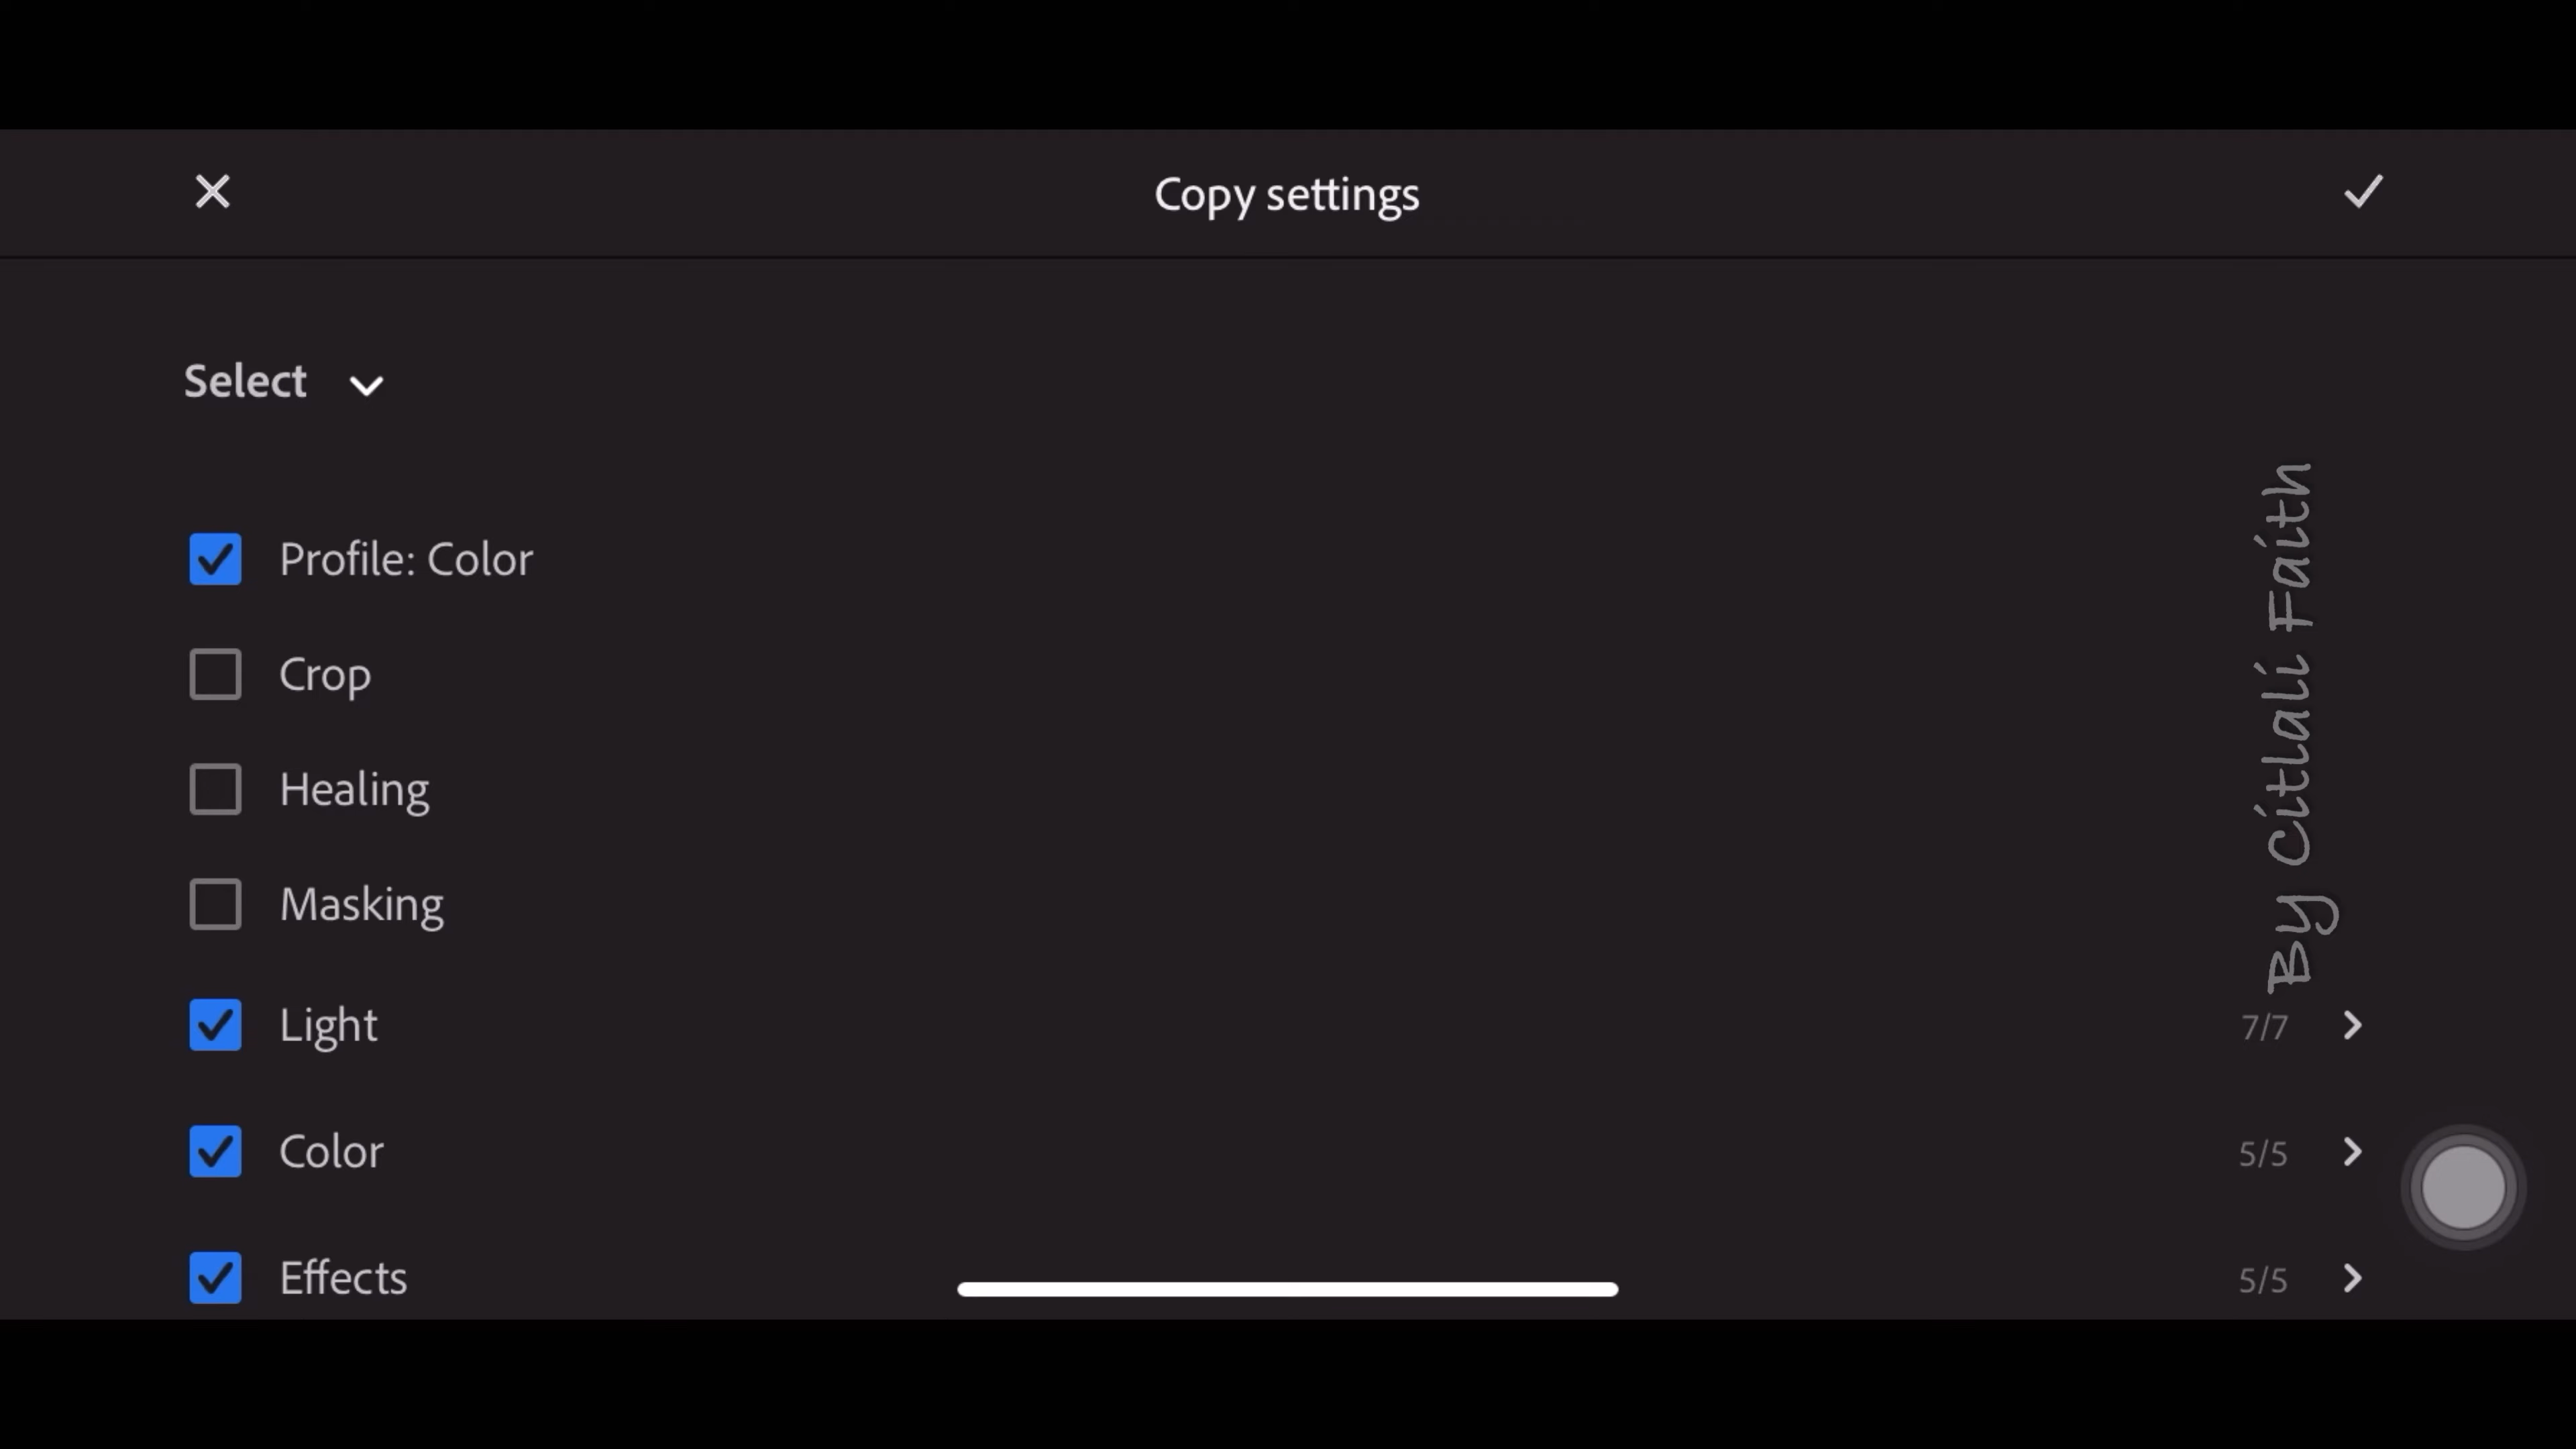 Copy settings
Select
Profile: Color
Crop
Healing
Masking
Light 7/7
Color 5/5
Effects 5/5
By Citlali Faith